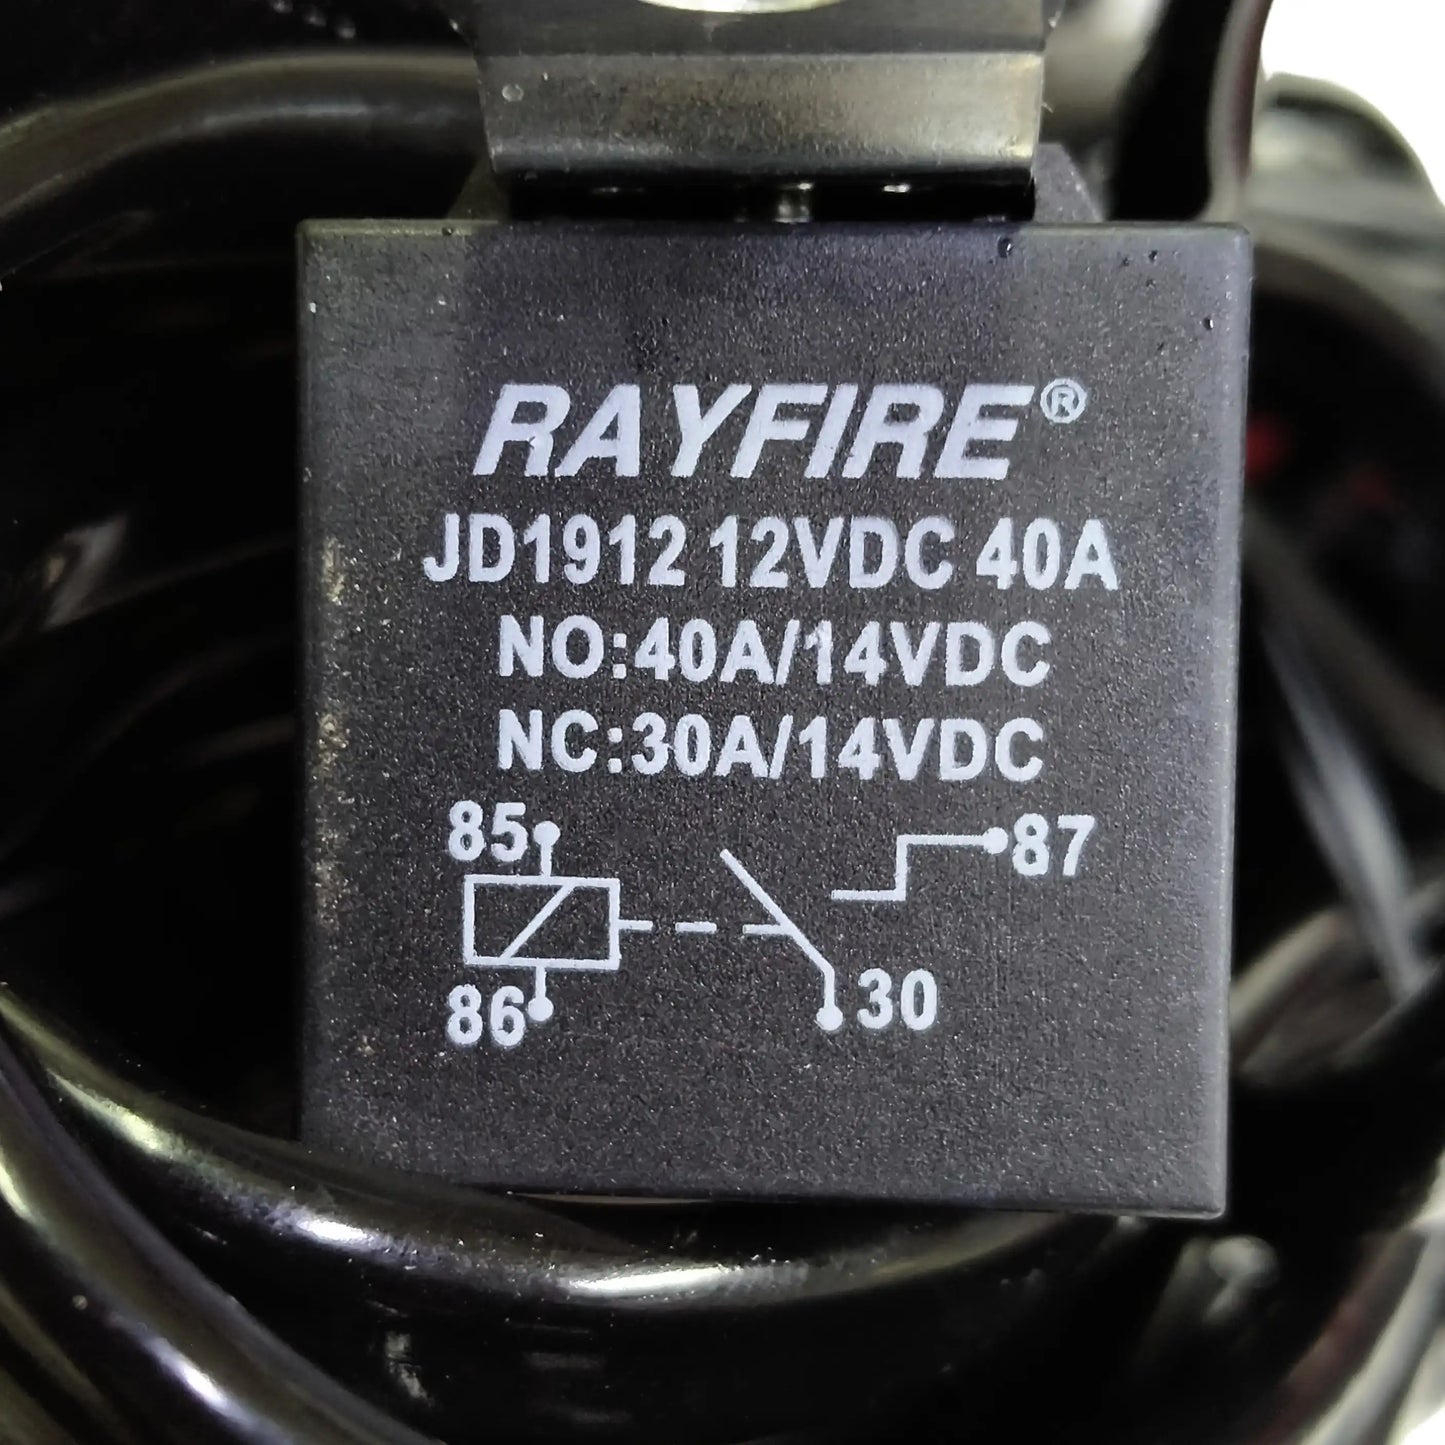 RAYFIRE®
JD1912 12VDC 40A
NO:40A/14VDC
NC:30A/14VDC
85
87
86
30